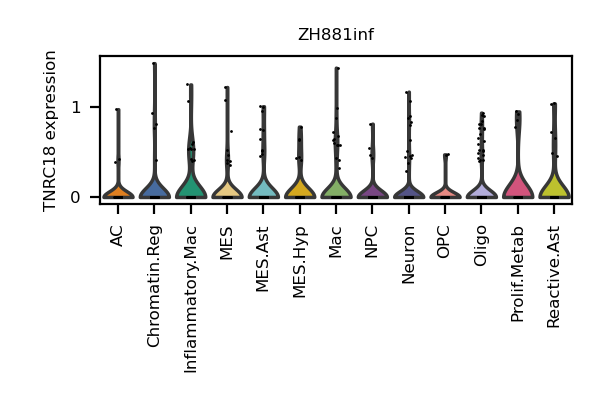 ZH881inf
TNRC18 expression
1
0
AC
Chromatin.Reg
Inflammatory.Mac
MES
MES.Ast
MES.Hyp
Mac
NPC
Neuron
OPC
Oligo
Prolif.Metab
Reactive.Ast